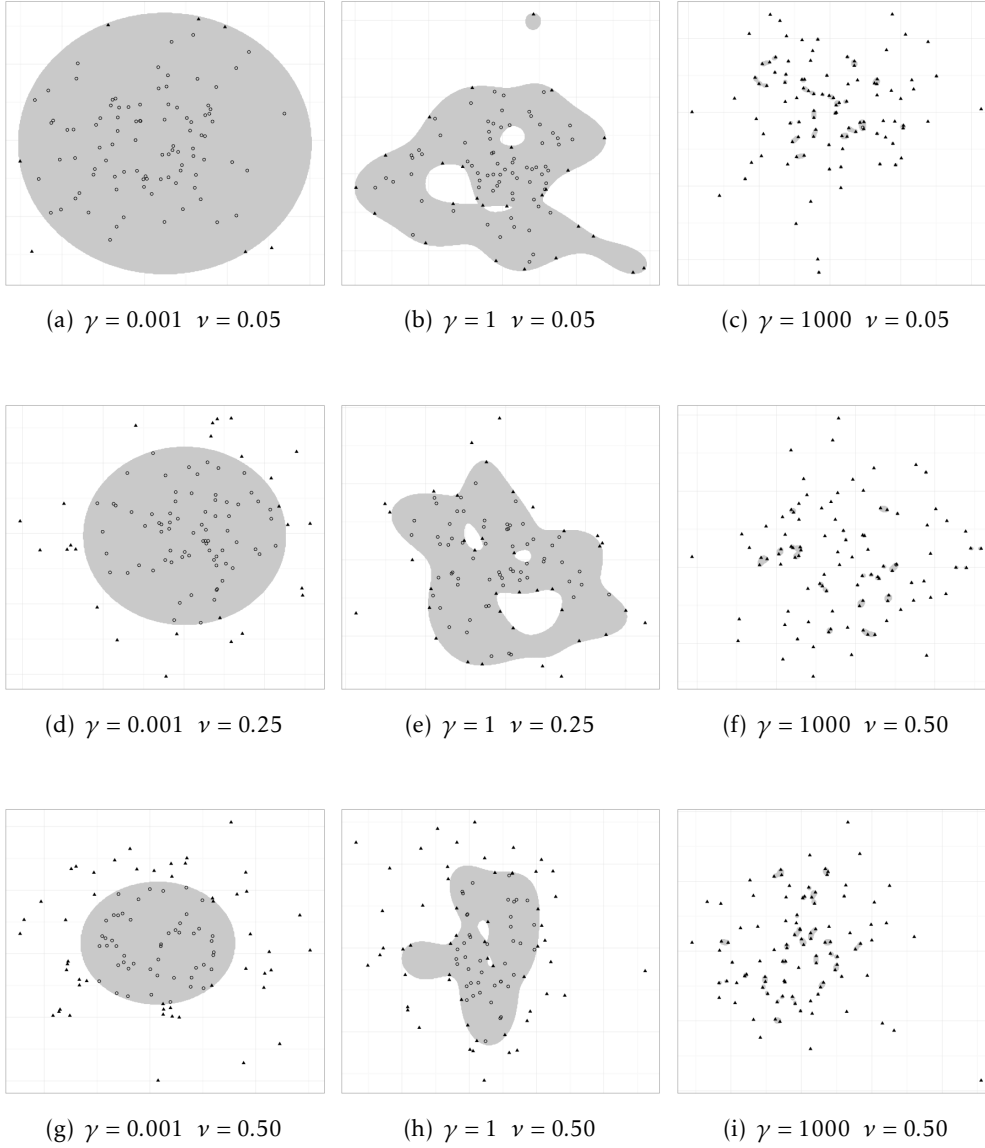 (a) γ = 0.001 ν = 0.05
(b) γ = 1 ν = 0.05
(c) γ = 1000 ν = 0.05
(d) γ = 0.001 ν = 0.25
(e) γ = 1 ν = 0.25
(f) γ = 1000 ν = 0.50
(g) γ = 0.001 ν = 0.50
(h) γ = 1 ν = 0.50
(i) γ = 1000 ν = 0.50